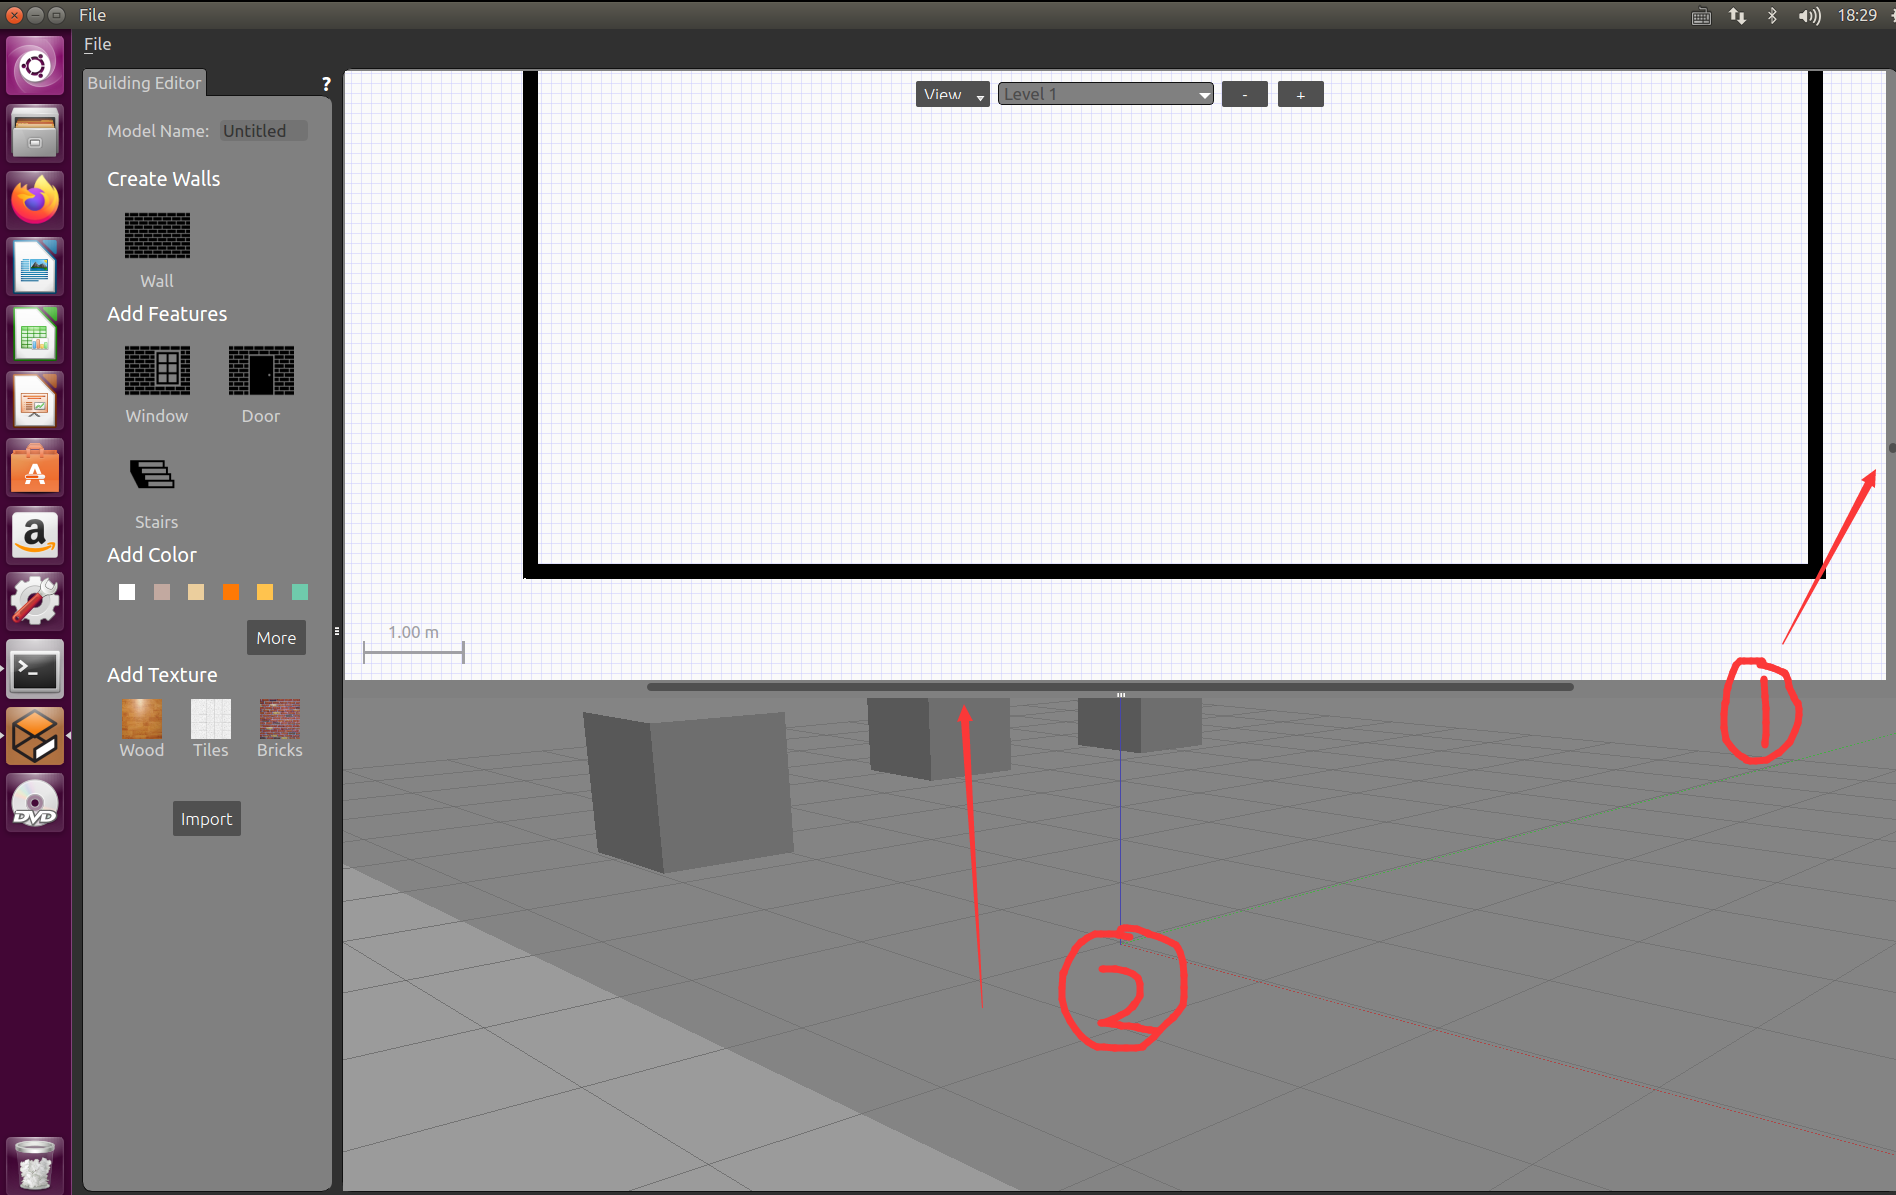 File
18:29
File
Building Editor
?
Model Name: Untitled
Create Walls
Wall
Add Features
Window Door
Stairs
Add Color
More
Add Texture
Wood Tiles Bricks
Import
View Level 1 - +
1.00 m
1
2
a
A
>_
DVD